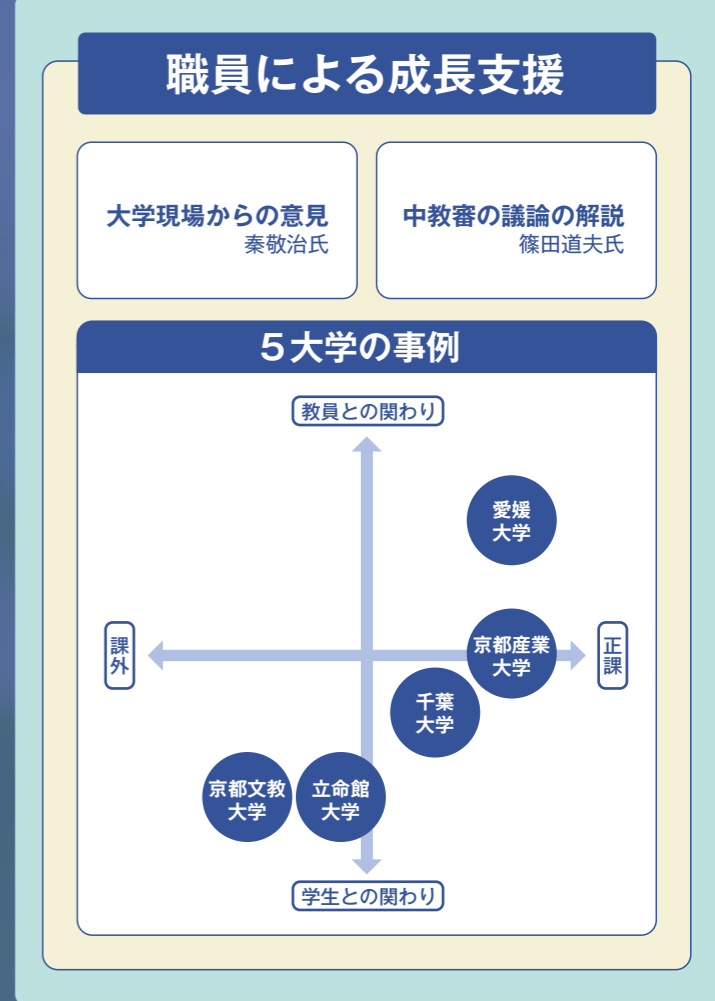 職員による成長支援
大学現場からの意見
秦敬治氏
中教審の議論の解説
篠田道夫氏
5大学の事例
教員との関わり
愛媛
大学
課外
京都産業
大学
正課
千葉
大学
京都文教
大学
立命館
大学
学生との関わり